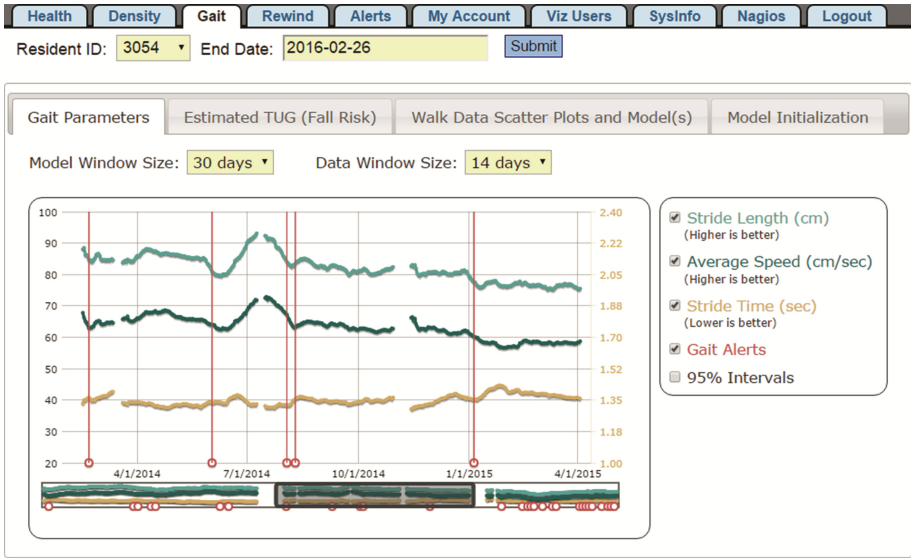 Health Density Gait Rewind Alerts My Account Viz Users SysInfo Nagios Logout
Resident ID: 3054 End Date: 2016-02-26 Submit
Gait Parameters Estimated TUG (Fall Risk) Walk Data Scatter Plots and Model(s) Model Initialization
Model Window Size: 30 days Data Window Size: 14 days
100 2.40
90 2.22
80 2.05
70 1.88
60 1.70
50 1.52
40 1.35
30 1.18
20 1.00
4/1/2014 7/1/2014 10/1/2014 1/1/2015 4/1/2015
Stride Length (cm)
(Higher is better)
Average Speed (cm/sec)
(Higher is better)
Stride Time (sec)
(Lower is better)
Gait Alerts
95% Intervals